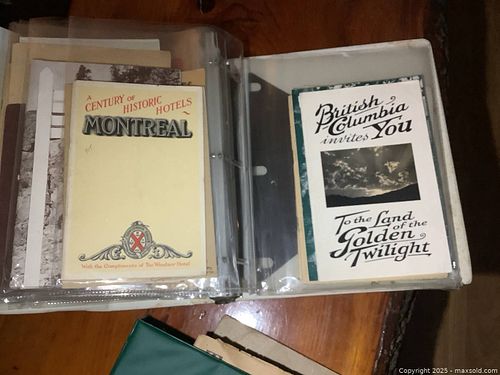 A
CENTURY OF
HISTORIC
HOTELS
MONTREAL
With the Compliments of The Windsor Hotel
British
Columbia
invites You
To the Land
of the
Golden
Twilight
Copyright © 2025 - maxsold.com